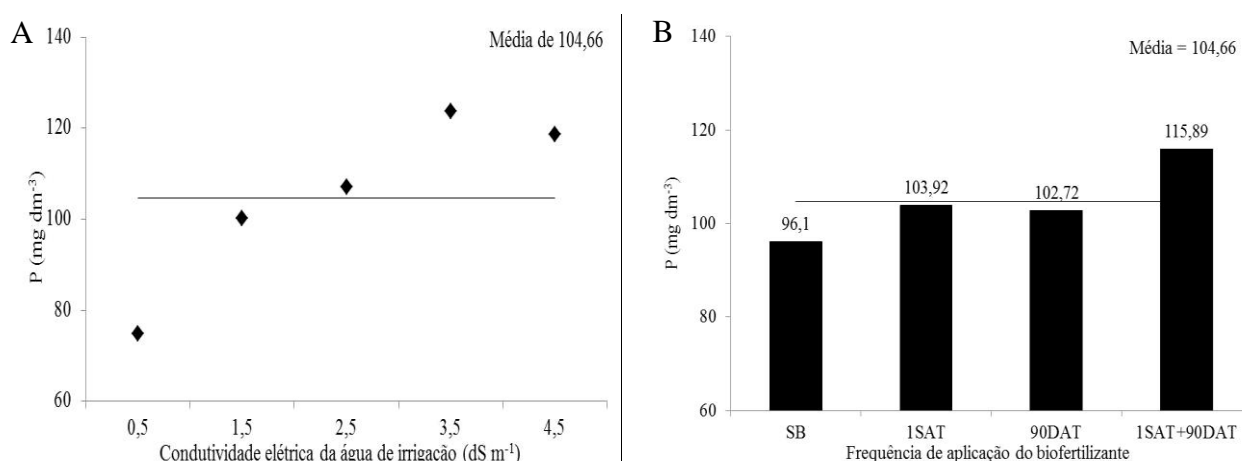 A
Média de 104,66
P (mg dm⁻³)
140
120
100
80
60
0,5 1,5 2,5 3,5 4,5
Condutividade elétrica da água de irrigação (dS m⁻¹)
B
Média = 104,66
P (mg dm⁻³)
140
120
100
80
60
96,1
103,92
102,72
115,89
SB 1SAT 90DAT 1SAT+90DAT
Frequência de aplicação do biofertilizante